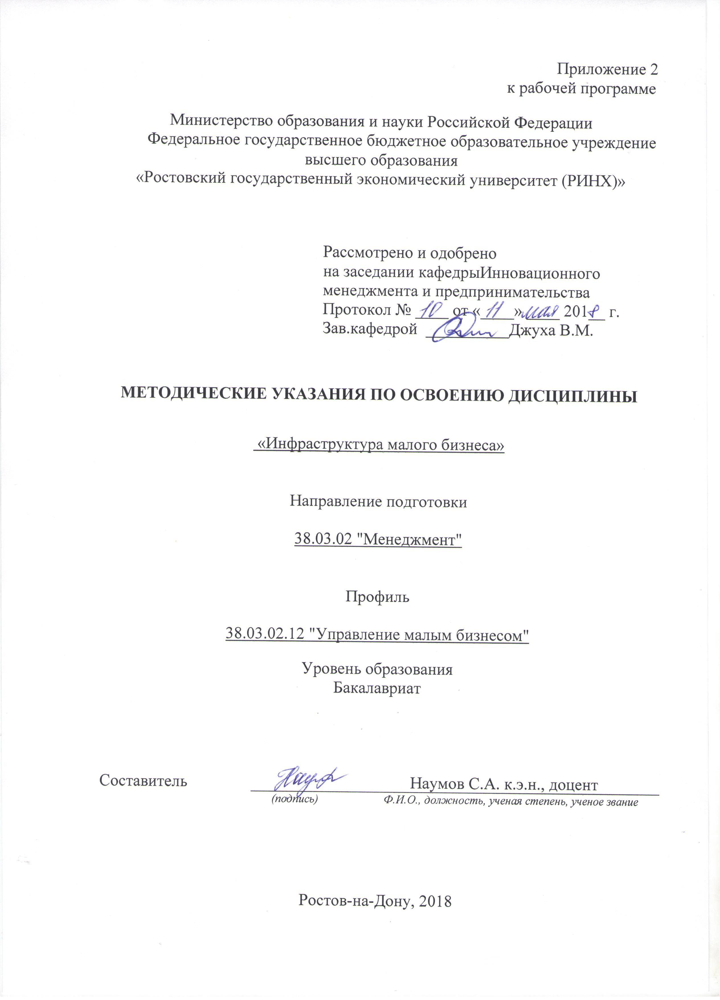 Приложение 2
к рабочей программе
Министерство образования и науки Российской Федерации
Федеральное государственное бюджетное образовательное учреждение
высшего образования
«Ростовский государственный экономический университет (РИНХ)»
Рассмотрено и одобрено
на заседании кафедрыИнновационного
менеджмента и предпринимательства
Протокол № 10 от «11» мая 2018 г.
Зав.кафедрой __________Джуха В.М.
МЕТОДИЧЕСКИЕ УКАЗАНИЯ ПО ОСВОЕНИЮ ДИСЦИПЛИНЫ
«Инфраструктура малого бизнеса»
Направление подготовки
38.03.02 "Менеджмент"
Профиль
38.03.02.12 "Управление малым бизнесом"
Уровень образования
Бакалавриат
Составитель Наумов С.А. к.э.н., доцент
(подпись) Ф.И.О., должность, ученая степень, ученое звание
Ростов-на-Дону, 2018